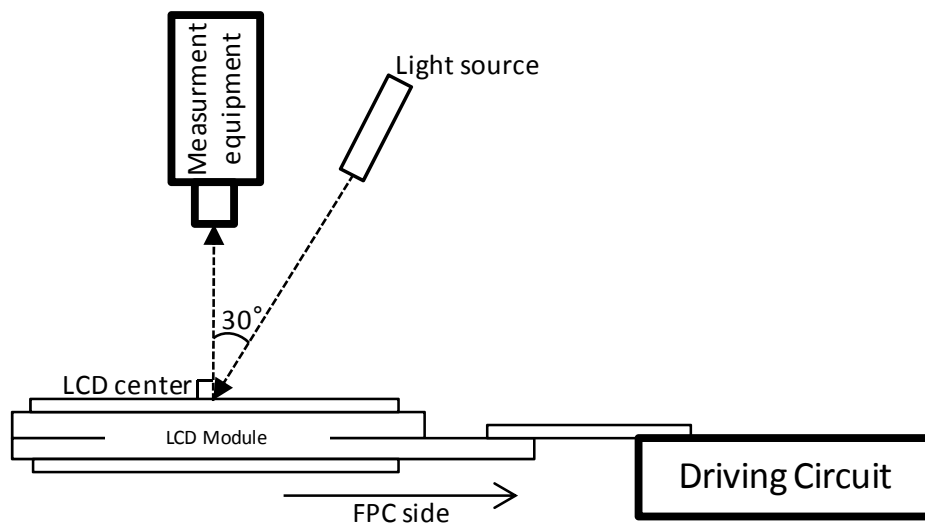 Measurment
equipment
Light source
30°
LCD center
LCD Module
Driving Circuit
FPC side